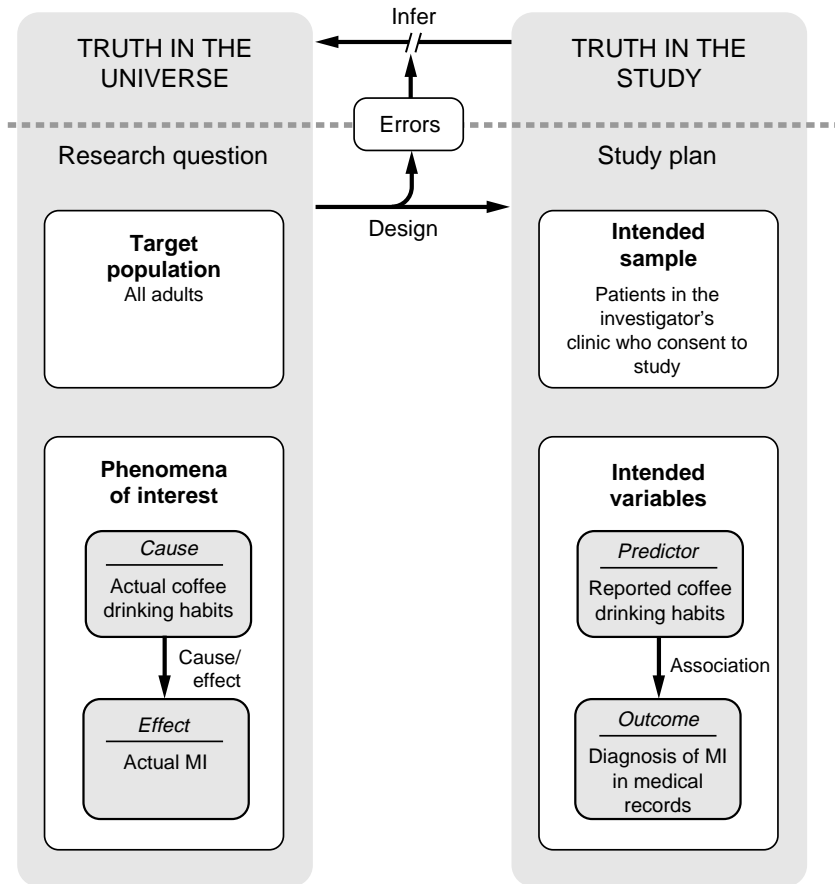 Infer
TRUTH IN THE
UNIVERSE
TRUTH IN THE
STUDY
Errors
Research question
Study plan
Design
Target
population
All adults
Intended
sample
Patients in the
investigator’s
clinic who consent to
study
Phenomena
of interest
Cause
Actual coffee
drinking habits
Cause/
effect
Effect
Actual MI
Intended
variables
Predictor
Reported coffee
drinking habits
Association
Outcome
Diagnosis of MI
in medical
records